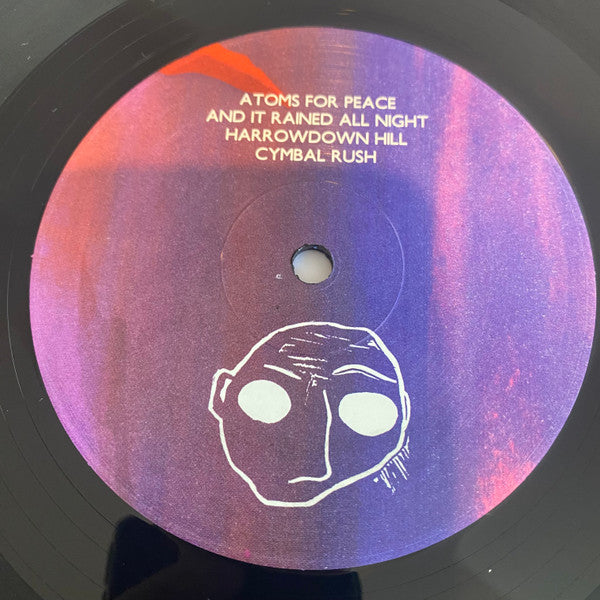 ATOMS FOR PEACE
AND IT RAINED ALL NIGHT
HARROWDOWN HILL
CYMBAL RUSH